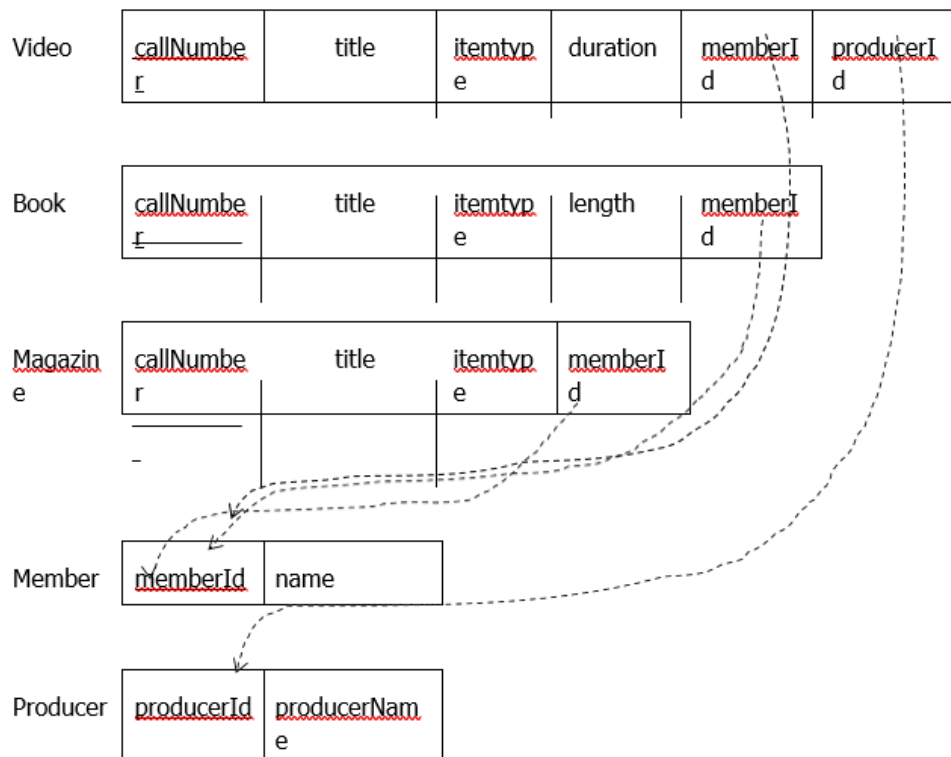 Video callNumbe title itemtyp duration memberI producerI
r e d d
Book callNumbe title itemtyp length memberI
r e d
Magazin callNumbe title itemtyp memberI
e r e d
Member memberId name
Producer producerId producerNam
e